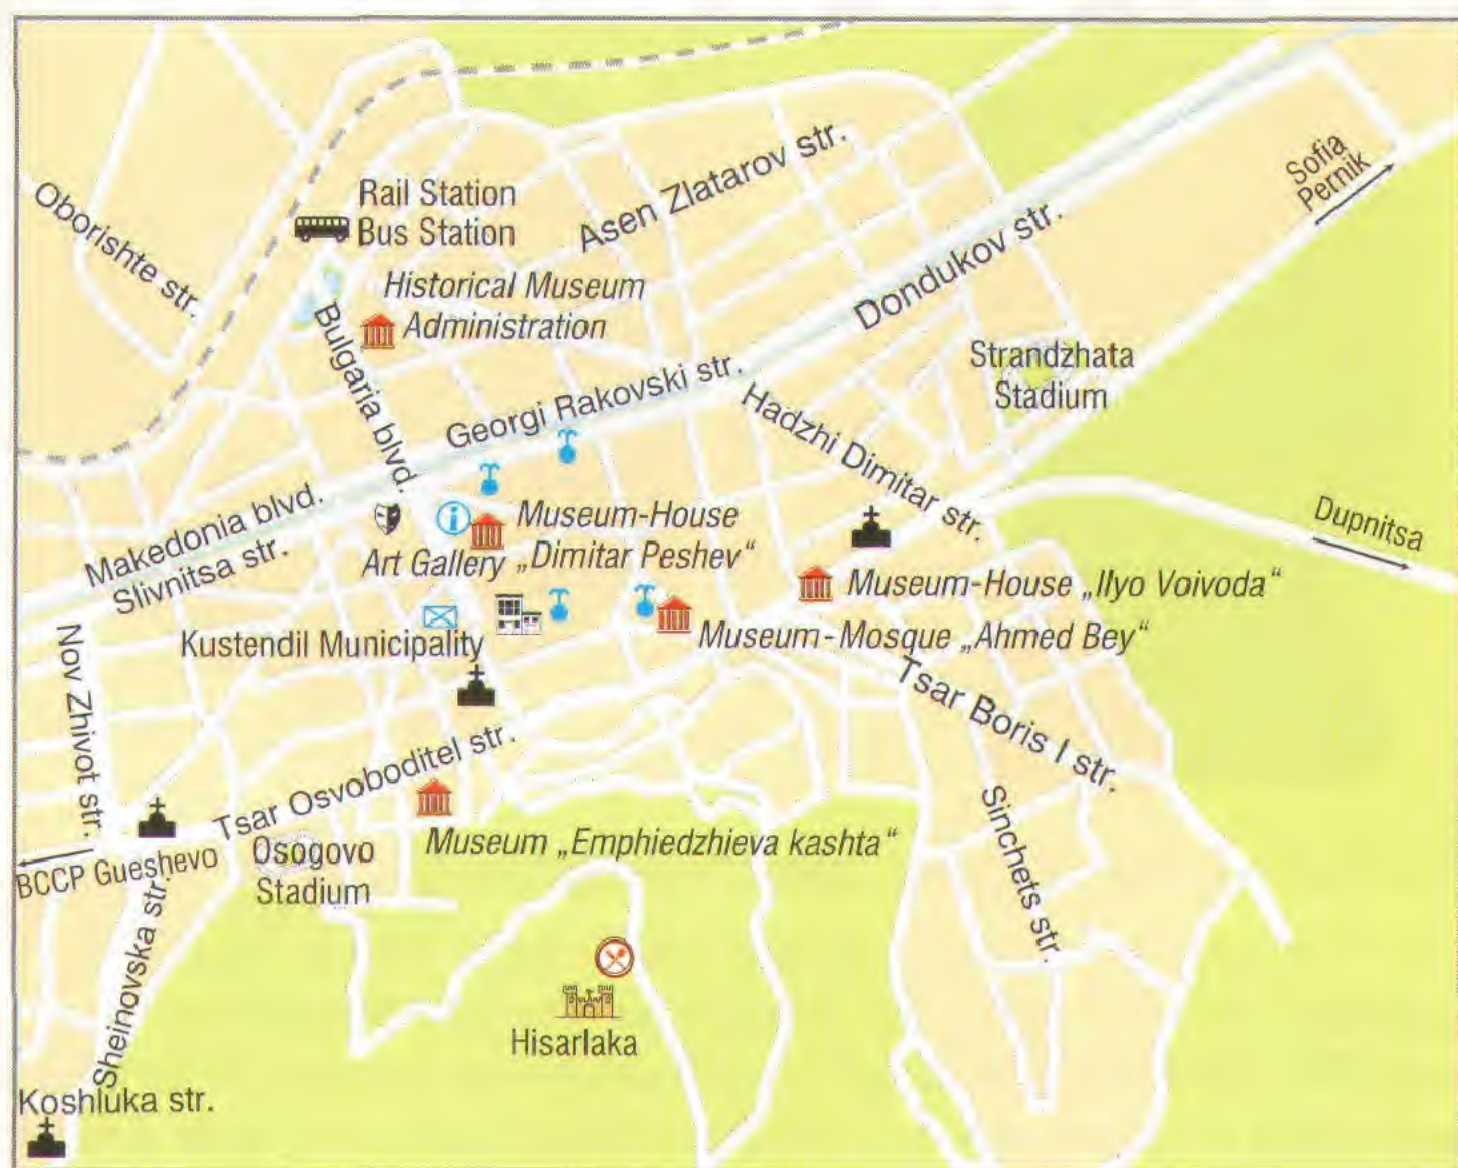 Oborishte str.
Rail Station
Bus Station
Asen Zlatarov str.
Sofia
Pernik
Historical Museum
Administration
Bulgaria blvd.
Dondukov str.
Georgi Rakovski str.
Strandzhata
Stadium
Hadzhi Dimitar str.
Makedonia blvd.
Slivnitsa str.
i
Museum-House
„Dimitar Peshev“
Art Gallery
Dupnitsa
Museum-House „Ilyo Voivoda“
Museum-Mosque „Ahmed Bey“
Kustendil Municipality
Nov Zhivot str.
Tsar Boris I str.
Tsar Osvoboditel str.
Sinchets str.
Museum „Emphiedzhieva kashta“
BCCP Gueshevo
Osogovo
Stadium
Sheinovska str.
Hisarlaka
Koshluka str.